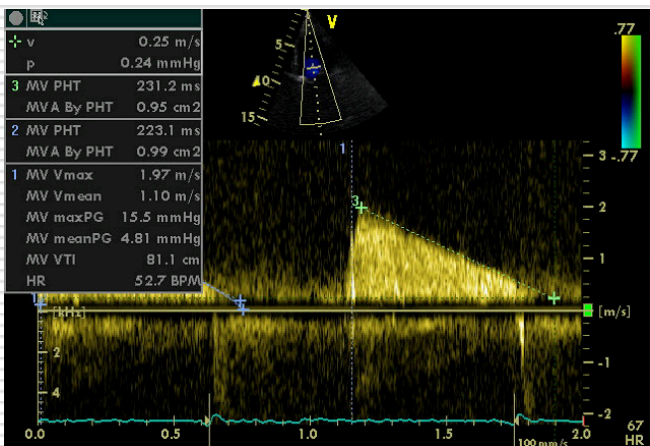 v 0.25 m/s
p 0.24 mmHg
3 MV PHT 231.2 ms
MVA By PHT 0.95 cm2
2 MV PHT 223.1 ms
MVA By PHT 0.99 cm2
1 MV Vmax 1.97 m/s
MV Vmean 1.10 m/s
MV maxPG 15.5 mmHg
MV meanPG 4.81 mmHg
MV VTI 81.1 cm
HR 52.7 BPM
V
5
10
15
.77
-.77
1
3
3
2
1
[m/s]
-1
-2
[kHz]
2
4
0.0 0.5 1.0 1.5 2.0
100 mm/s
67
HR